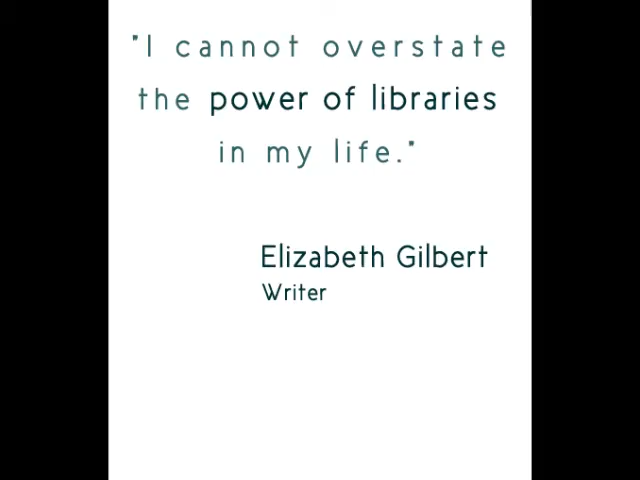 "I cannot overstate
the power of libraries
in my life."
Elizabeth Gilbert
Writer